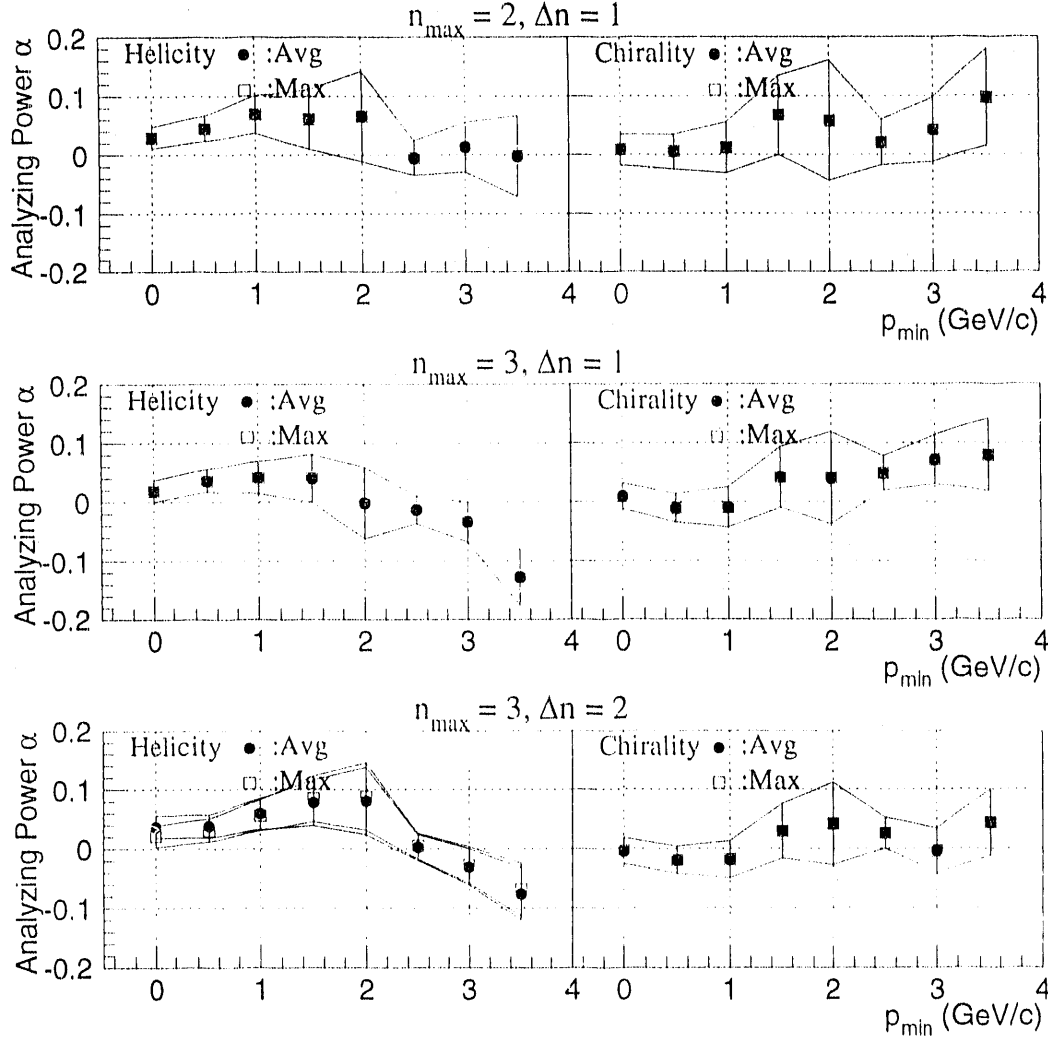 n_max = 2, Δn = 1
Analyzing Power α
0.2
0.1
0
-0.1
-0.2
Helicity ● :Avg
□ :Max
Chirality ● :Avg
□ :Max
0 1 2 3 4 0 1 2 3 4
p_min (GeV/c)
n_max = 3, Δn = 1
Analyzing Power α
0.2
0.1
0
-0.1
-0.2
Helicity ● :Avg
□ :Max
Chirality ● :Avg
□ :Max
0 1 2 3 4 0 1 2 3 4
p_min (GeV/c)
n_max = 3, Δn = 2
Analyzing Power α
0.2
0.1
0
-0.1
-0.2
Helicity ● :Avg
□ :Max
Chirality ● :Avg
□ :Max
0 1 2 3 4 0 1 2 3 4
p_min (GeV/c)